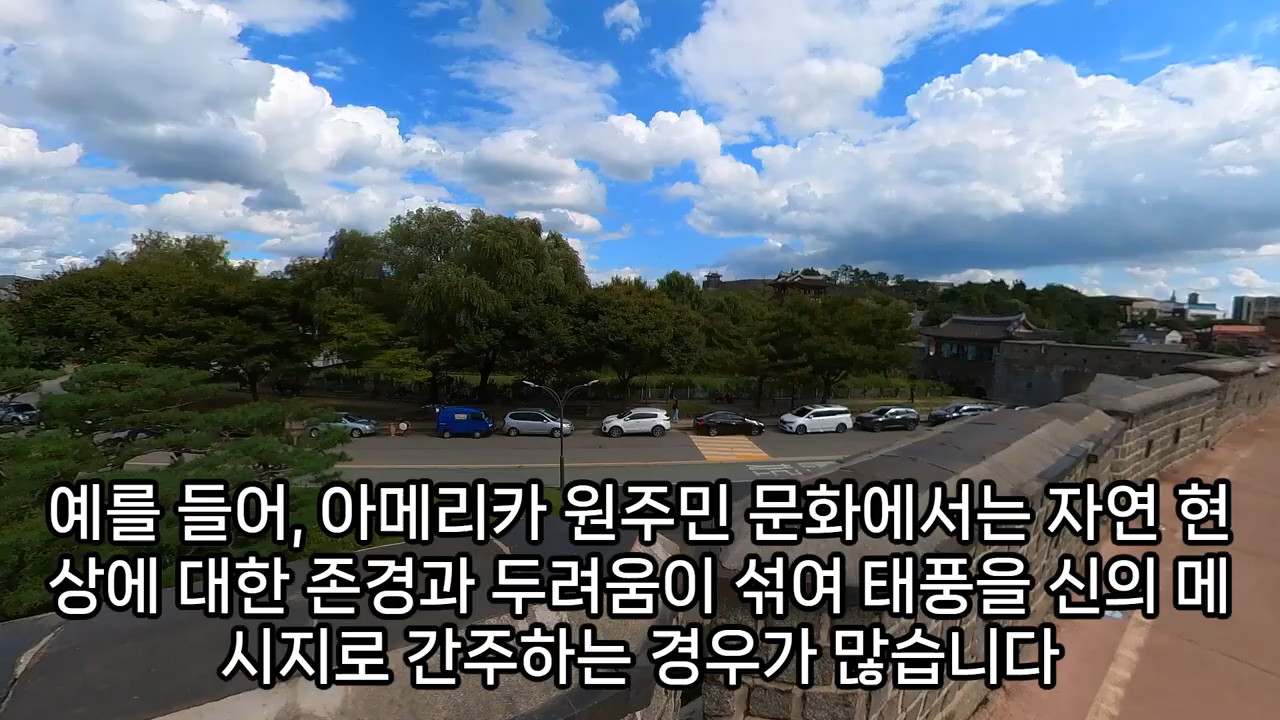 예를 들어, 아메리카 원주민 문화에서는 자연 현
상에 대한 존경과 두려움이 섞여 태풍을 신의 메
시지로 간주하는 경우가 많습니다